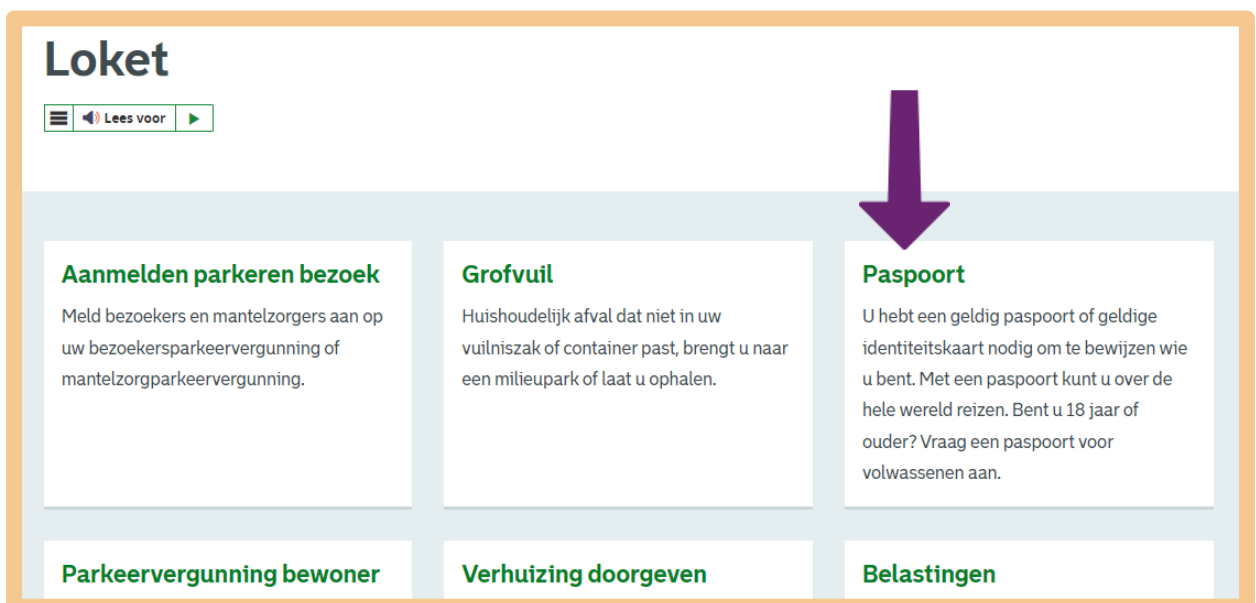 Loket
Lees voor
Aanmelden parkeren bezoek
Meld bezoekers en mantelzorgers aan op
uw bezoekersparkeervergunning of
mantelzorgparkeervergunning.
Grofvuil
Huishoudelijk afval dat niet in uw
vuilniszak of container past, brengt u naar
een milieupark of laat u ophalen.
Paspoort
U hebt een geldig paspoort of geldige
identiteitskaart nodig om te bewijzen wie
u bent. Met een paspoort kunt u over de
hele wereld reizen. Bent u 18 jaar of
ouder? Vraag een paspoort voor
volwassenen aan.
Parkeervergunning bewoner
Verhuizing doorgeven
Belastingen